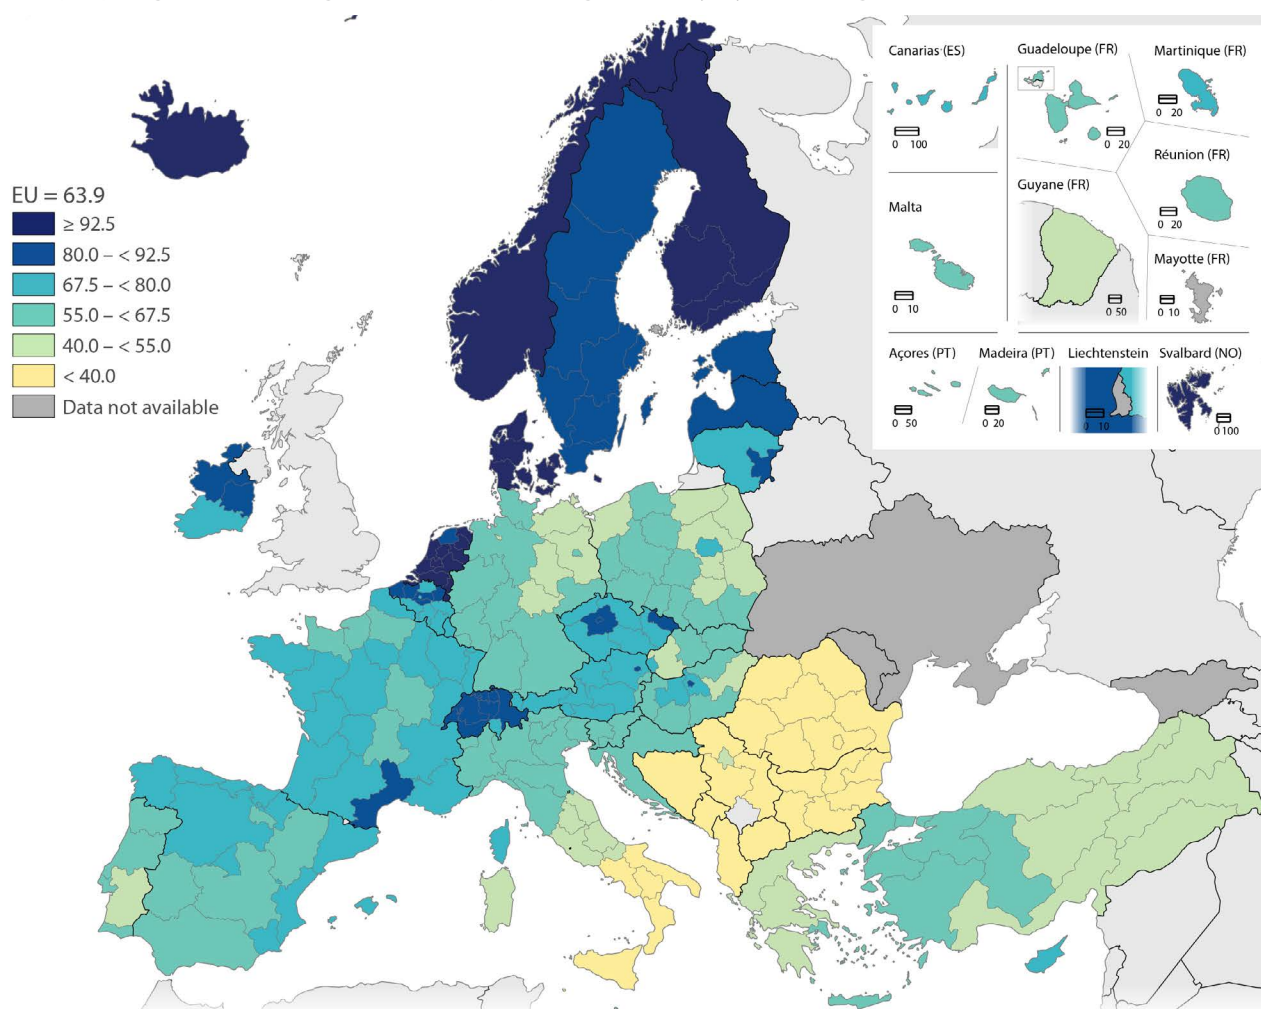 EU = 63.9
≥ 92.5
80.0 – < 92.5
67.5 – < 80.0
55.0 – < 67.5
40.0 – < 55.0
< 40.0
Data not available
Canarias (ES)
0 100
Guadeloupe (FR)
0 20
Martinique (FR)
0 20
Réunion (FR)
0 20
Malta
0 10
Guyane (FR)
0 50
Mayotte (FR)
0 10
Açores (PT)
0 50
Madeira (PT)
0 20
Liechtenstein
0 10
Svalbard (NO)
0 100